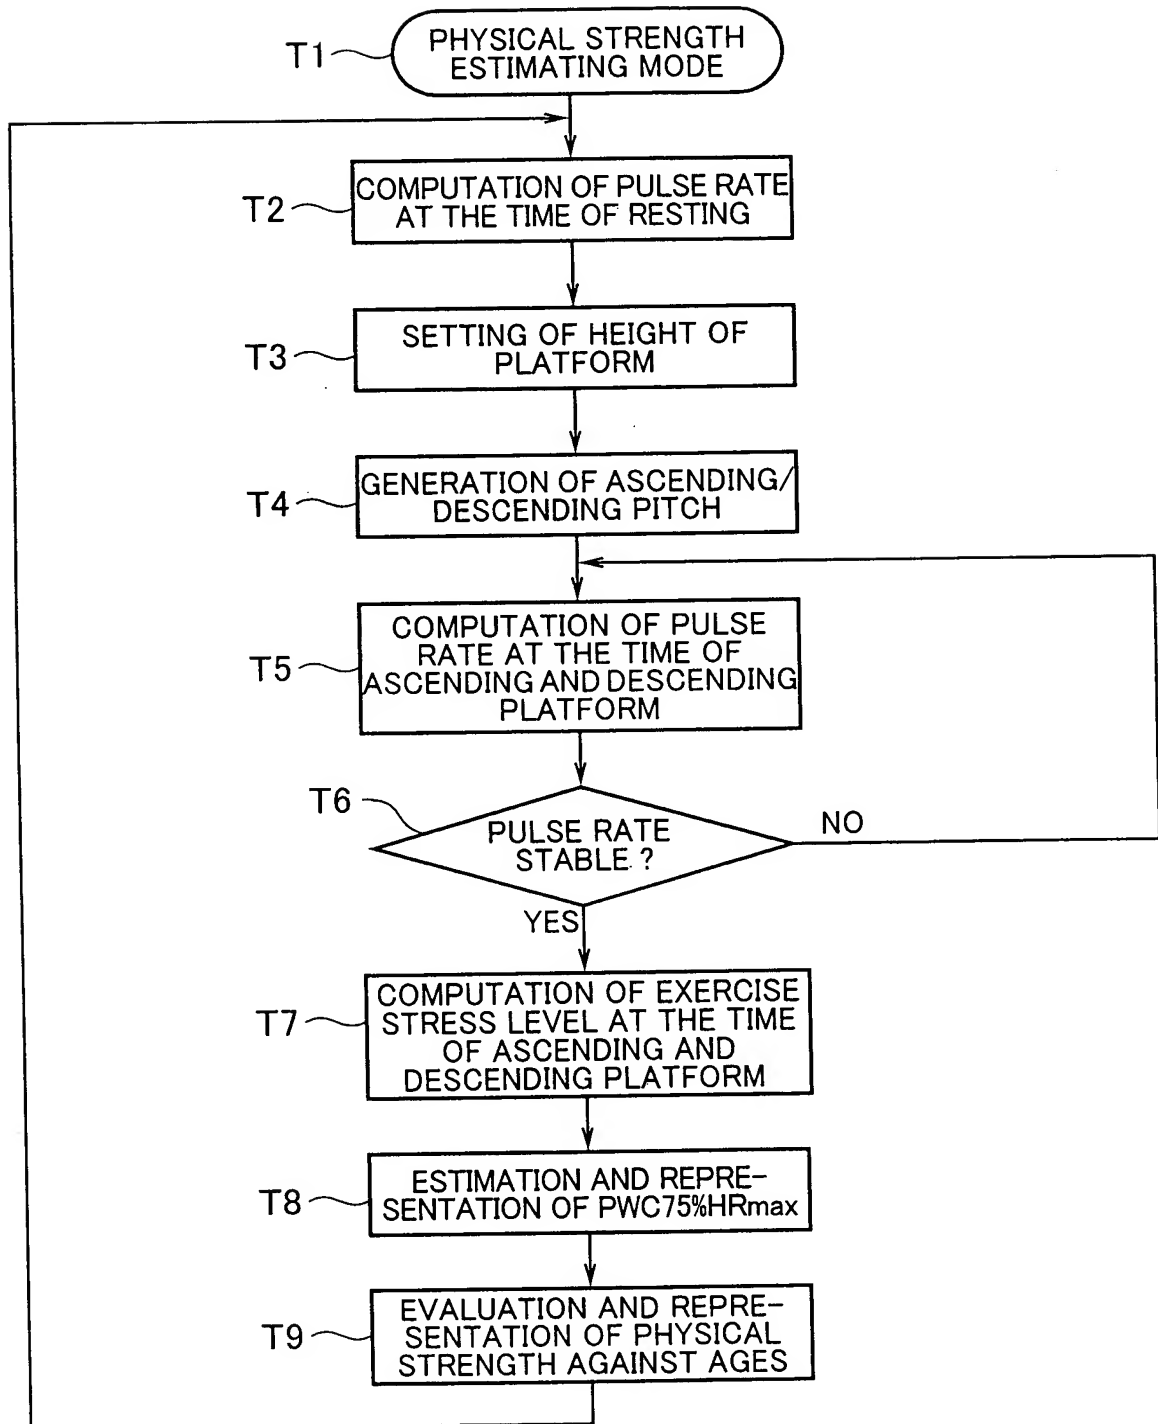 T1
PHYSICAL STRENGTH
ESTIMATING MODE
T2
COMPUTATION OF PULSE RATE
AT THE TIME OF RESTING
T3
SETTING OF HEIGHT OF
PLATFORM
T4
GENERATION OF ASCENDING/
DESCENDING PITCH
T5
COMPUTATION OF PULSE
RATE AT THE TIME OF
ASCENDING AND DESCENDING
PLATFORM
T6
PULSE RATE
STABLE ?
NO
YES
T7
COMPUTATION OF EXERCISE
STRESS LEVEL AT THE TIME
OF ASCENDING AND
DESCENDING PLATFORM
T8
ESTIMATION AND REPRE-
SENTATION OF PWC75%HRmax
T9
EVALUATION AND REPRE-
SENTATION OF PHYSICAL
STRENGTH AGAINST AGES